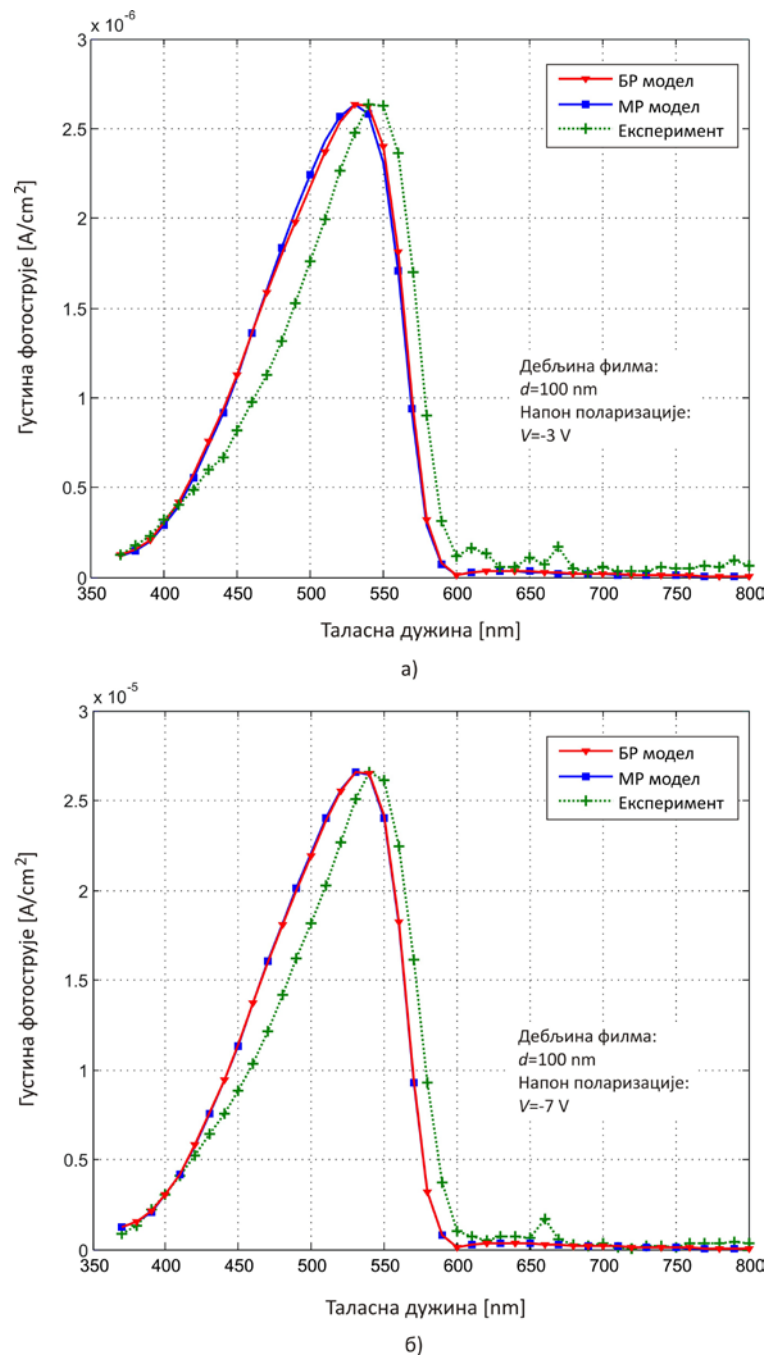 x 10-6
3
2.5
2
1.5
1
0.5
0
350 400 450 500 550 600 650 700 750 800
Густина фотострује [A/cm2]
Таласна дужина [nm]
БР модел
МР модел
Експеримент
Дебљина филма:
d=100 nm
Напон поларизације:
V=-3 V
а)
x 10-5
3
2.5
2
1.5
1
0.5
0
350 400 450 500 550 600 650 700 750 800
Густина фотострује [A/cm2]
Таласна дужина [nm]
БР модел
МР модел
Експеримент
Дебљина филма:
d=100 nm
Напон поларизације:
V=-7 V
б)